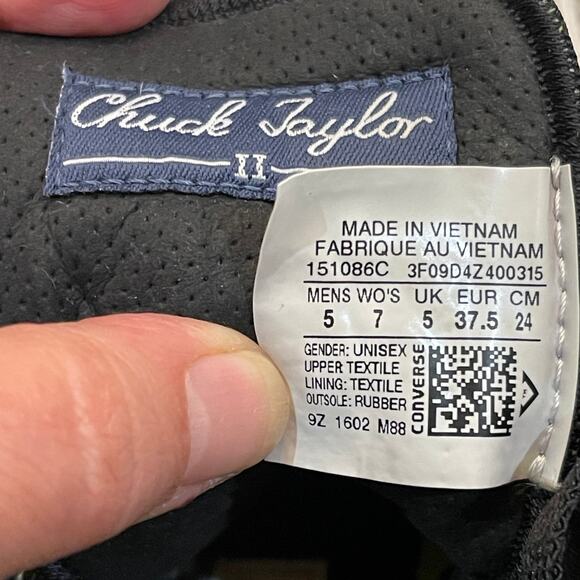 Chuck Taylor
II
MADE IN VIETNAM
FABRIQUE AU VIETNAM
151086C 3F09D4Z400315
MENS WO'S UK EUR CM
5 7 5 37.5 24
GENDER: UNISEX
UPPER TEXTILE
LINING: TEXTILE
OUTSOLE: RUBBER
9Z 1602 M88
CONVERSE